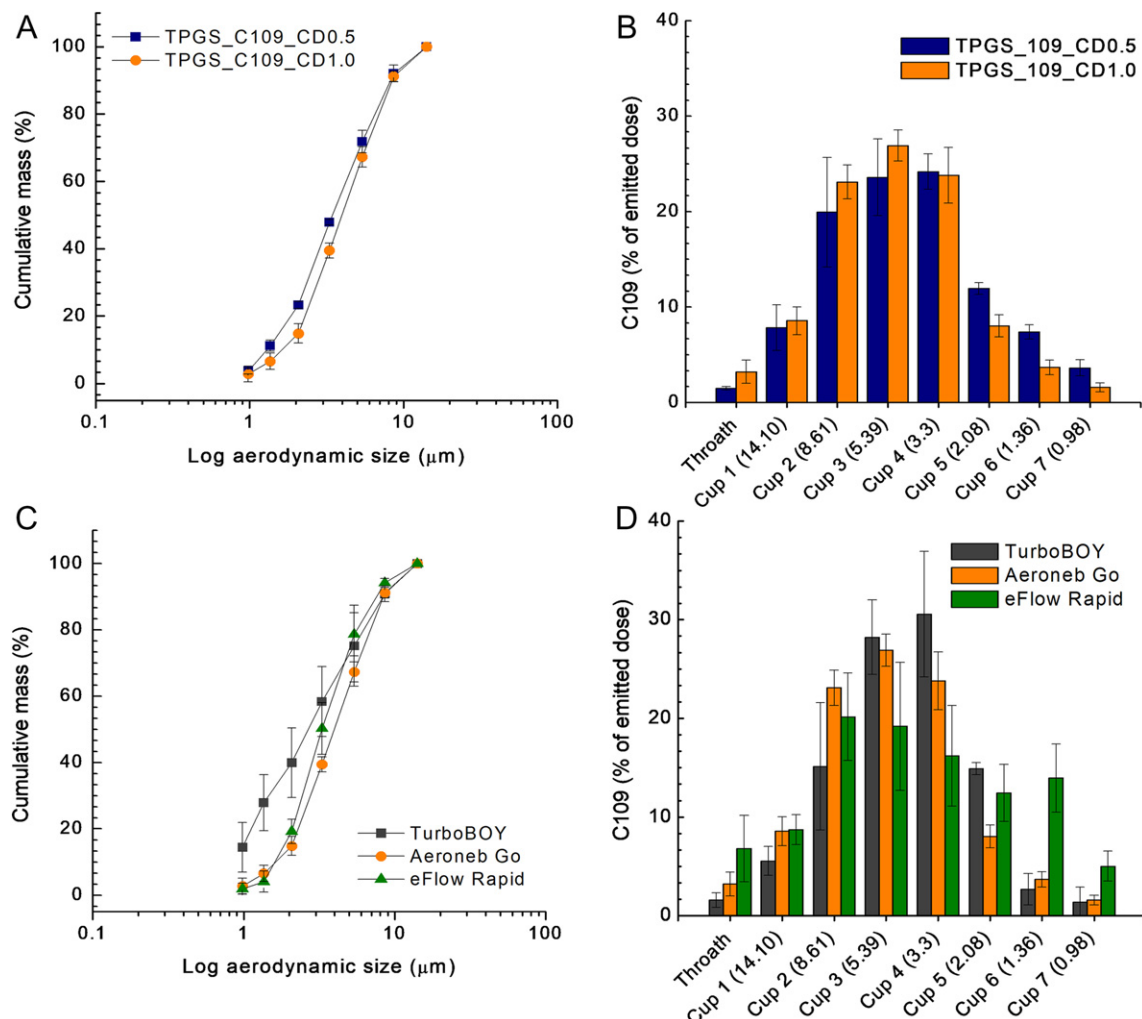 A
TPGS_C109_CD0.5
TPGS_C109_CD1.0
100
80
60
40
20
0
0.1
1
10
100
Cumulative mass (%)
Log aerodynamic size (μm)
B
TPGS_109_CD0.5
TPGS_109_CD1.0
40
30
20
10
0
C109 (% of emitted dose)
Throath
Cup 1 (14.10)
Cup 2 (8.61)
Cup 3 (5.39)
Cup 4 (3.3)
Cup 5 (2.08)
Cup 6 (1.36)
Cup 7 (0.98)
C
100
80
60
40
20
0
TurboBOY
Aeroneb Go
eFlow Rapid
0.1
1
10
100
Cumulative mass (%)
Log aerodynamic size (μm)
D
TurboBOY
Aeroneb Go
eFlow Rapid
40
30
20
10
0
C109 (% of emitted dose)
Throath
Cup 1 (14.10)
Cup 2 (8.61)
Cup 3 (5.39)
Cup 4 (3.3)
Cup 5 (2.08)
Cup 6 (1.36)
Cup 7 (0.98)